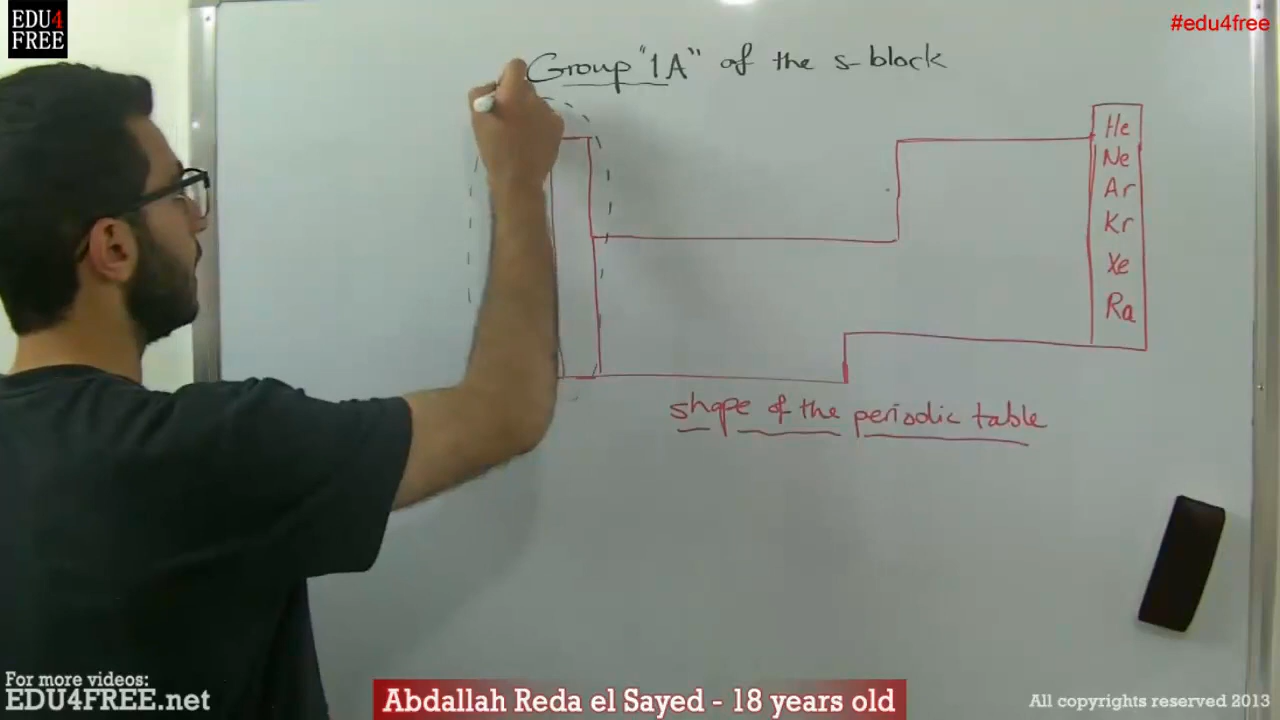 EDU4
FREE
#edu4free
Group "1A" of the s-block
He
Ne
Ar
Kr
Xe
Ra
shape of the periodic table
For more videos:
EDU4FREE.net
Abdallah Reda el Sayed - 18 years old
All copyrights reserved 2013